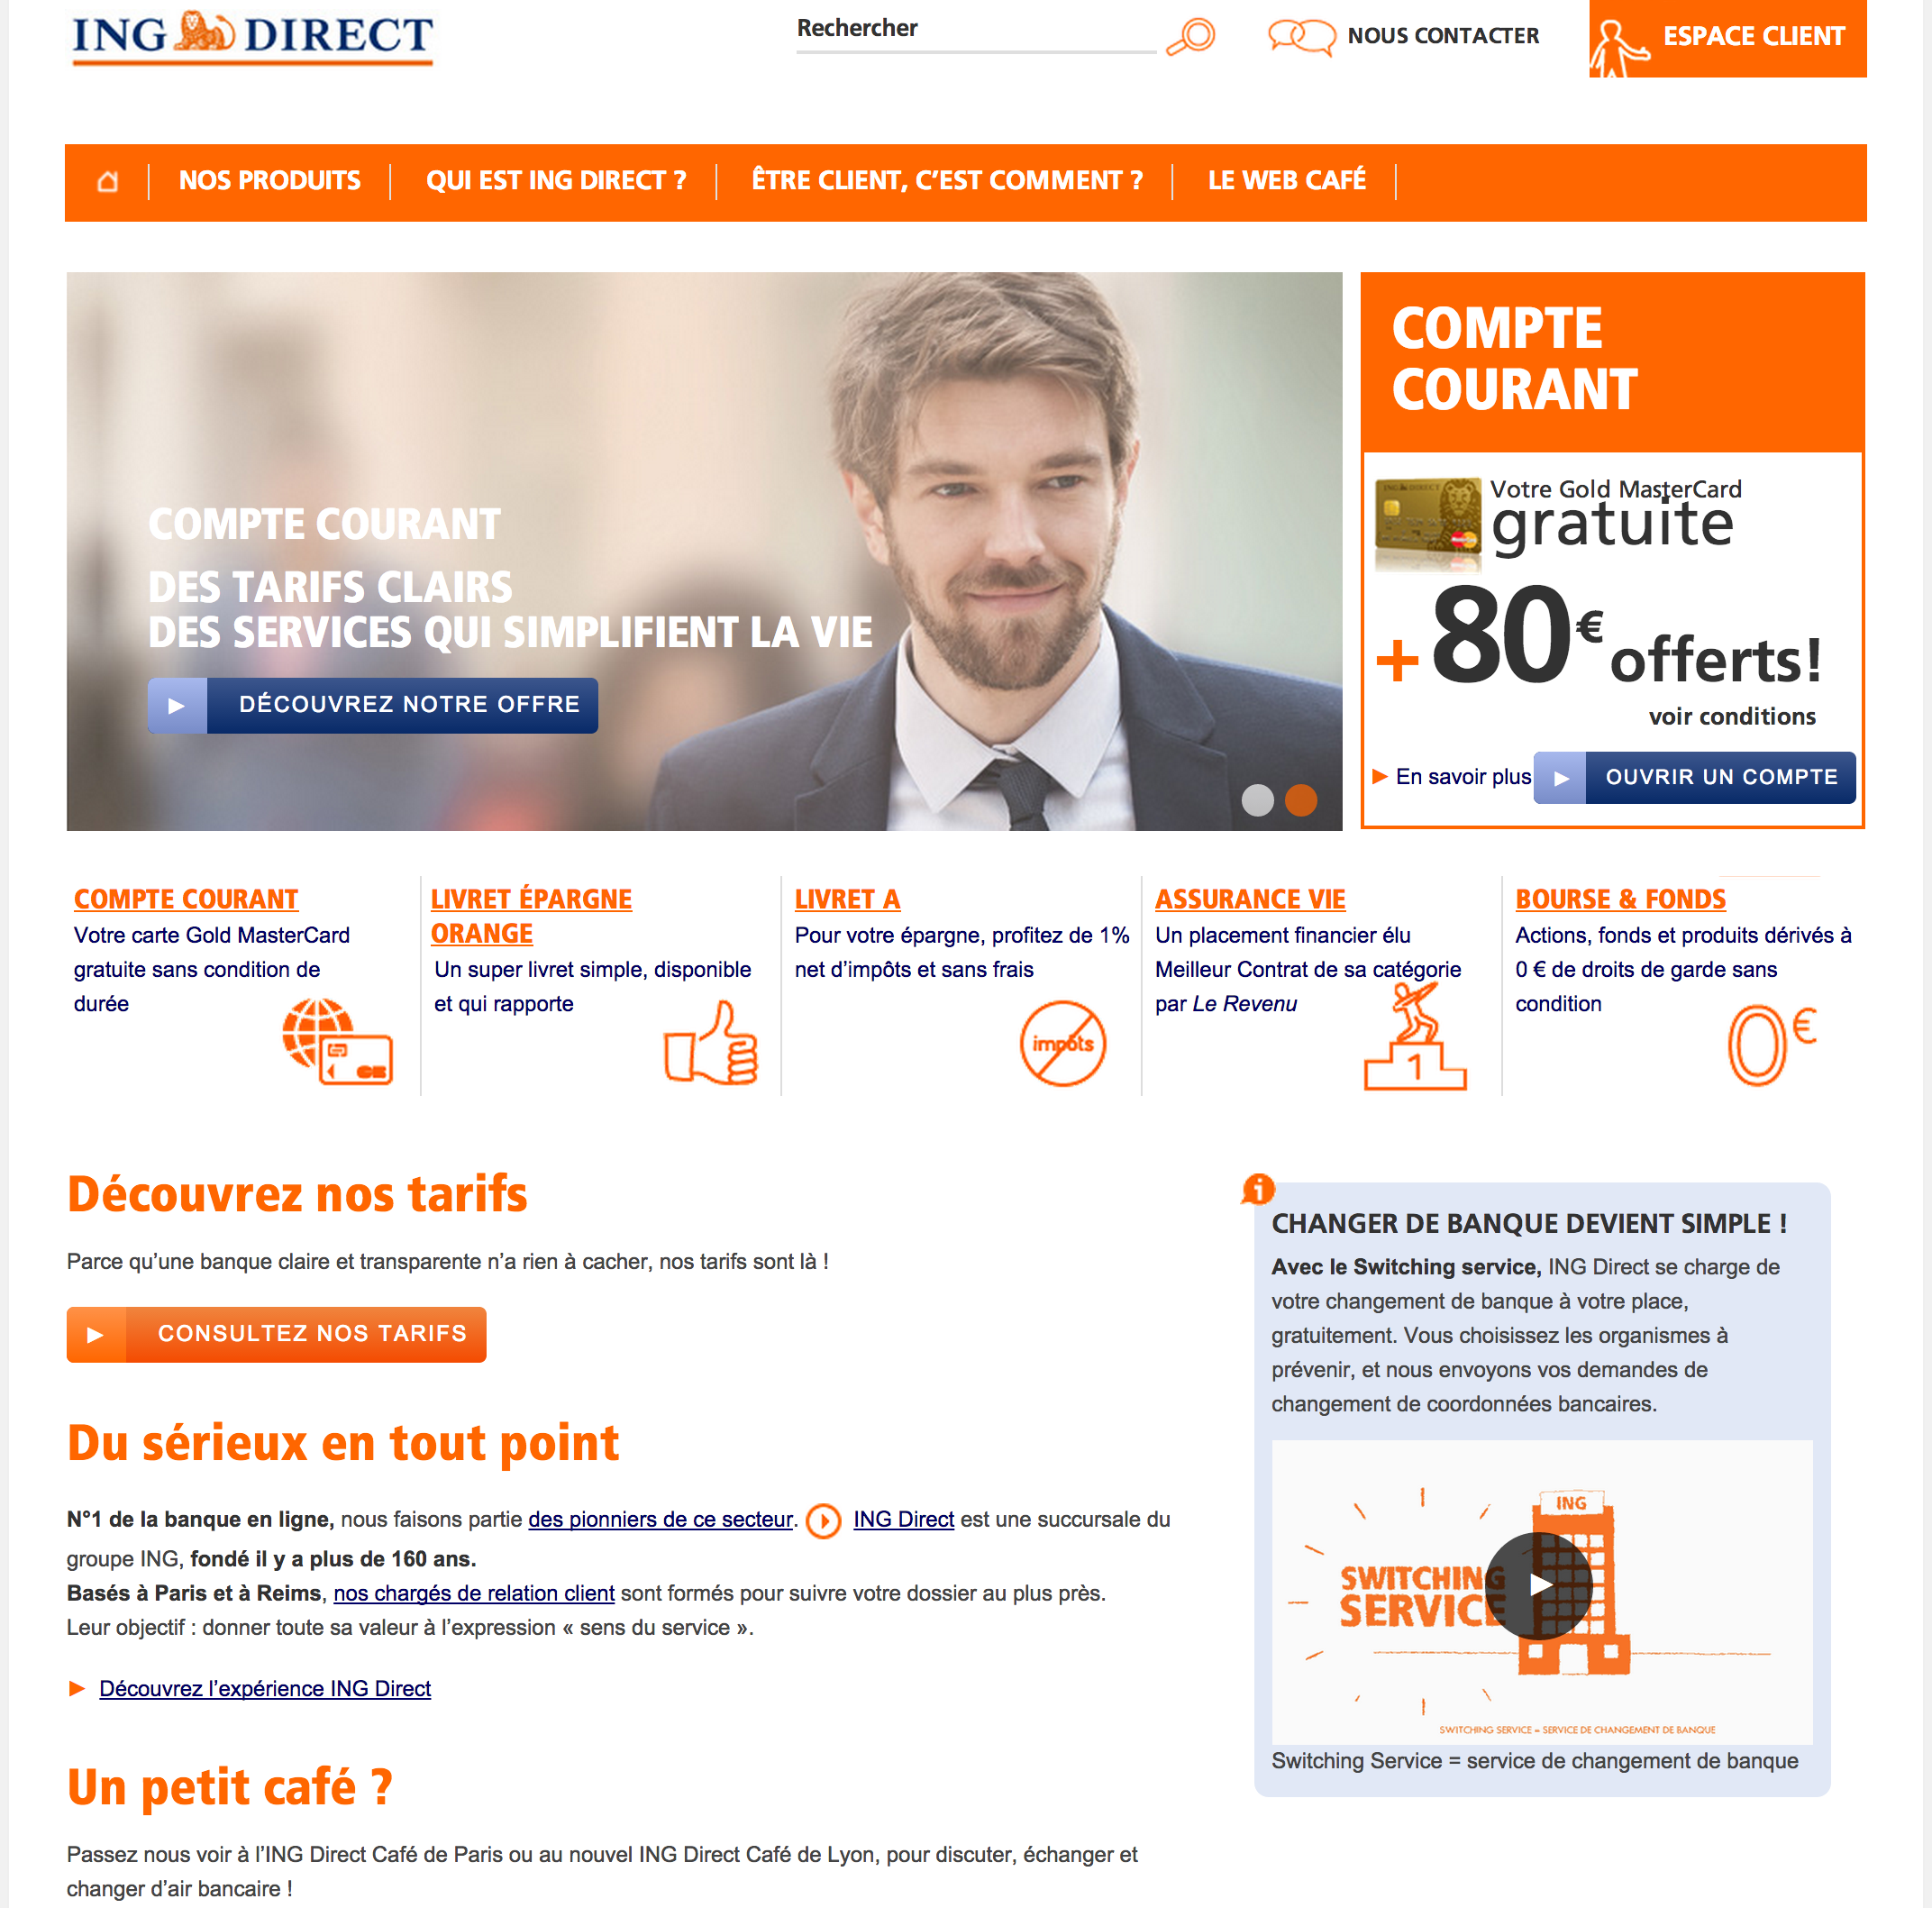 ING DIRECT
Rechercher
NOUS CONTACTER
ESPACE CLIENT
NOS PRODUITS
QUI EST ING DIRECT ?
ÊTRE CLIENT, C’EST COMMENT ?
LE WEB CAFÉ
COMPTE COURANT
DES TARIFS CLAIRS
DES SERVICES QUI SIMPLIFIENT LA VIE
DÉCOUVREZ NOTRE OFFRE
COMPTE
COURANT
ING DIRECT
Votre Gold MasterCard
gratuite
+80€ offerts!
voir conditions
En savoir plus
OUVRIR UN COMPTE
COMPTE COURANT
Votre carte Gold MasterCard
gratuite sans condition de
durée
LIVRET ÉPARGNE
ORANGE
Un super livret simple, disponible
et qui rapporte
LIVRET A
Pour votre épargne, profitez de 1%
net d’impôts et sans frais
impôts
ASSURANCE VIE
Un placement financier élu
Meilleur Contrat de sa catégorie
par Le Revenu
1
BOURSE & FONDS
Actions, fonds et produits dérivés à
0 € de droits de garde sans
condition
0€
Découvrez nos tarifs
Parce qu’une banque claire et transparente n’a rien à cacher, nos tarifs sont là !
CONSULTEZ NOS TARIFS
Du sérieux en tout point
N°1 de la banque en ligne, nous faisons partie des pionniers de ce secteur. ING Direct est une succursale du
groupe ING, fondé il y a plus de 160 ans.
Basés à Paris et à Reims, nos chargés de relation client sont formés pour suivre votre dossier au plus près.
Leur objectif : donner toute sa valeur à l’expression « sens du service ».
Découvrez l’expérience ING Direct
Un petit café ?
Passez nous voir à l’ING Direct Café de Paris ou au nouvel ING Direct Café de Lyon, pour discuter, échanger et
changer d’air bancaire !
i
CHANGER DE BANQUE DEVIENT SIMPLE !
Avec le Switching service, ING Direct se charge de
votre changement de banque à votre place,
gratuitement. Vous choisissez les organismes à
prévenir, et nous envoyons vos demandes de
changement de coordonnées bancaires.
ING
SWITCHING
SERVICE
SWITCHING SERVICE = SERVICE DE CHANGEMENT DE BANQUE
Switching Service = service de changement de banque